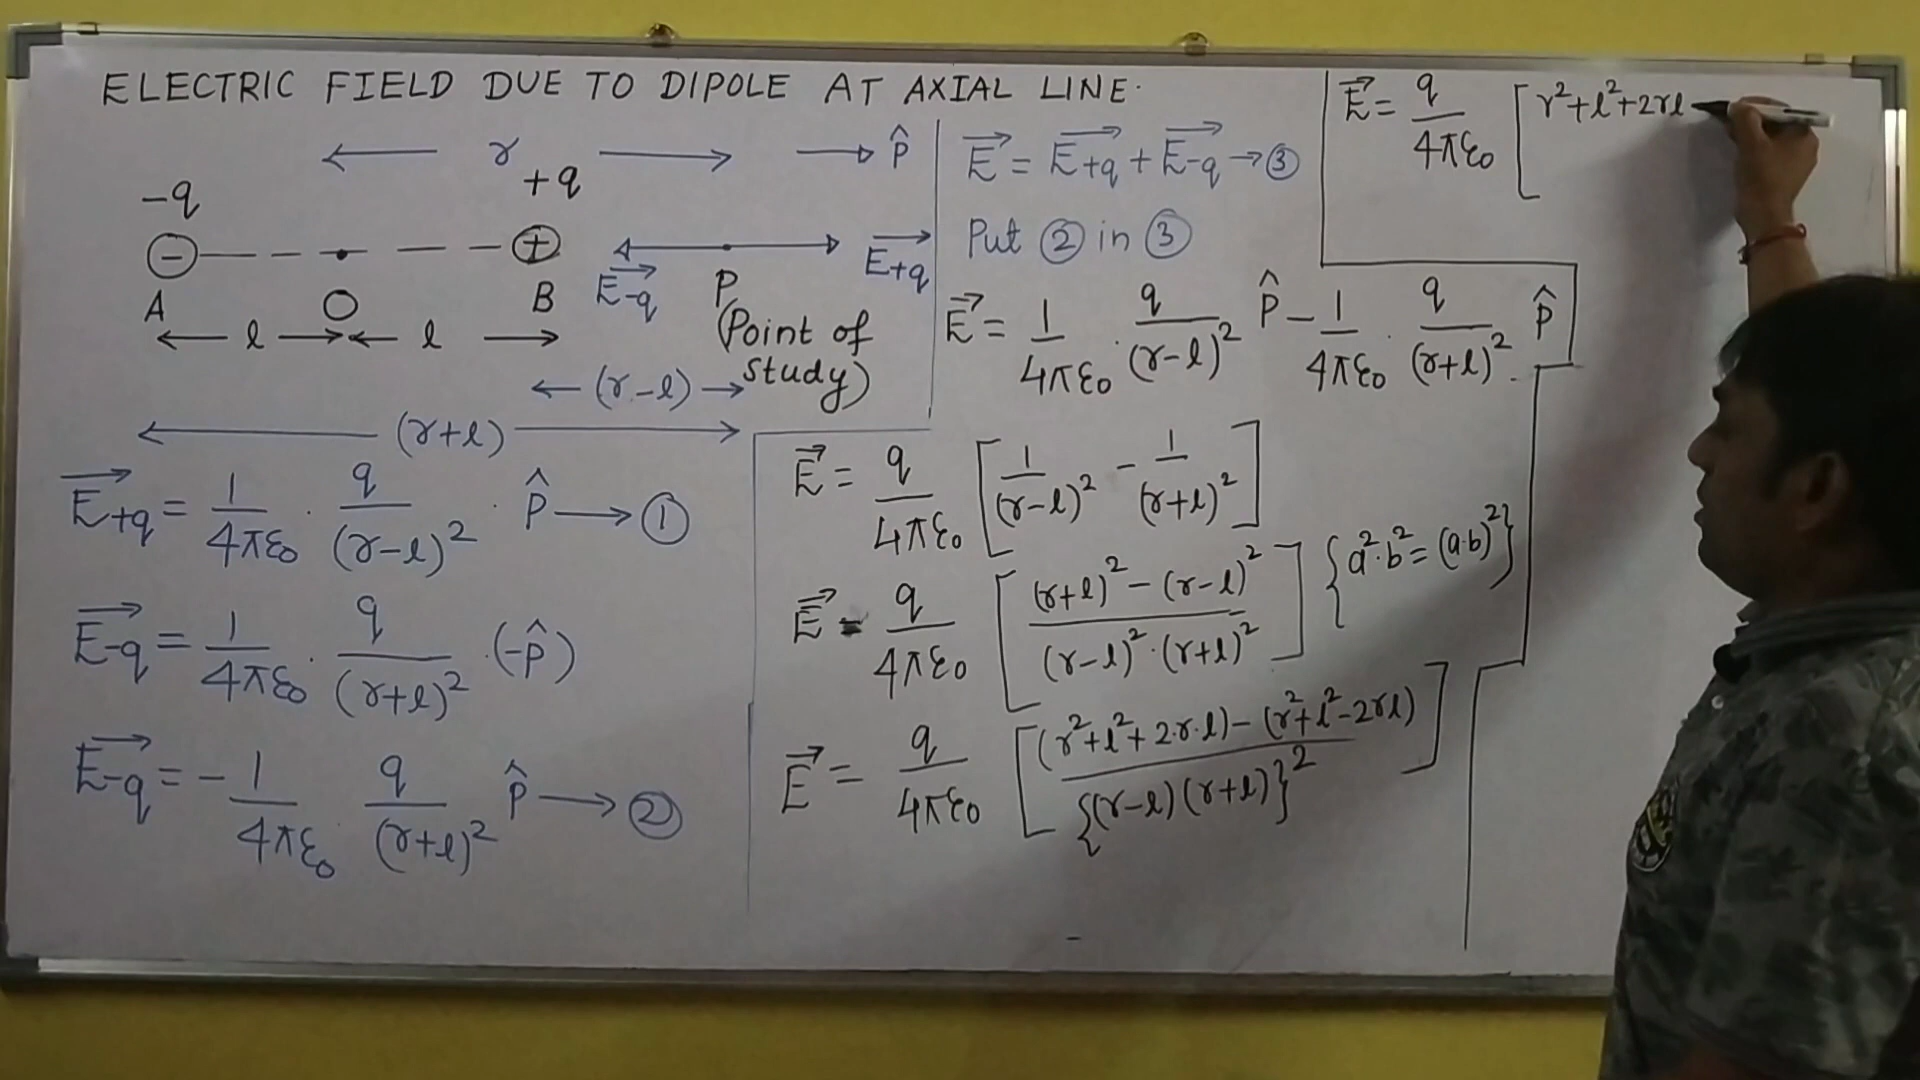 ELECTRIC FIELD DUE TO DIPOLE AT AXIAL LINE.
r → p̂
-q +q
A O B
l l
E⃗-q P E⃗+q
(Point of
study)
(r-l)
(r+l)
E⃗+q = 1/4πε₀ · q/(r-l)² · p̂ → ①
E⃗-q = 1/4πε₀ · q/(r+l)² · (-p̂)
E⃗-q = -1/4πε₀ q/(r+l)² p̂ → ②
E⃗ = E⃗+q + E⃗-q → ③
Put ② in ③
E⃗ = 1/4πε₀ · q/(r-l)² p̂ - 1/4πε₀ · q/(r+l)² p̂
E⃗ = q/4πε₀ [1/(r-l)² - 1/(r+l)²]
E⃗ = q/4πε₀ [(r+l)² - (r-l)² / (r-l)²·(r+l)²] {a²·b² = (a·b)²}
E⃗ = q/4πε₀ [(r²+l²+2·r·l) - (r²+l²-2rl) / {(r-l)(r+l)}²]
E⃗ = q/4πε₀ [r²+l²+2rl -